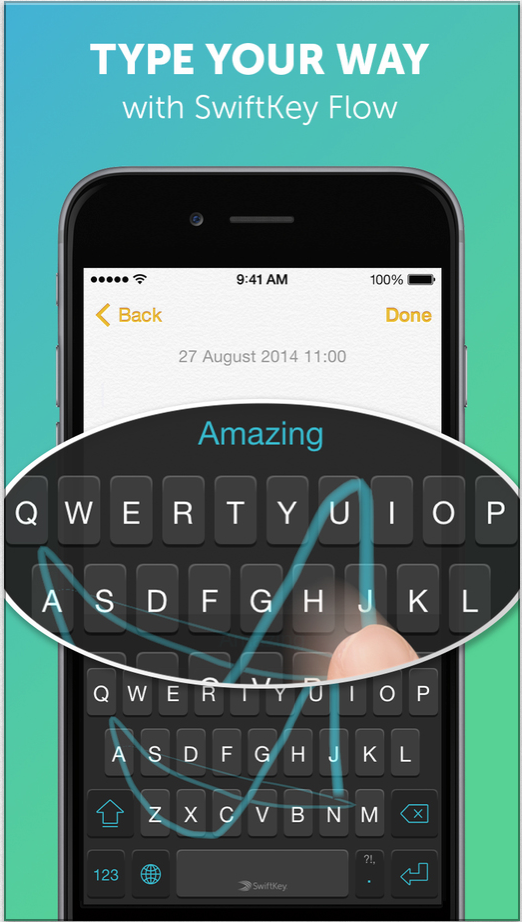 TYPE YOUR WAY
with SwiftKey Flow
9:41 AM 100%
Back Done
27 August 2014 11:00
Amazing
Q W E R T Y U I O P
A S D F G H J K L
Q W E R T Y U I O P
A S D F G H J K L
Z X C V B N M
123 SwiftKey ?!, .